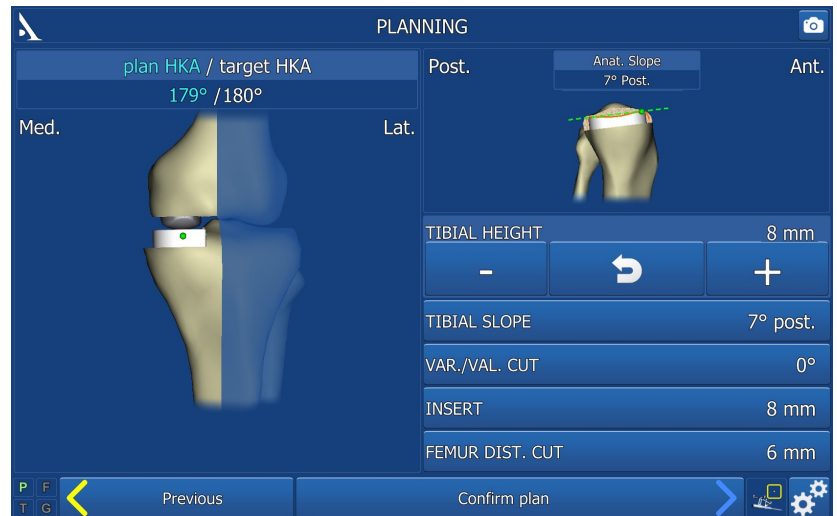 PLANNING
plan HKA / target HKA
179° /180°
Med.
Lat.
Post.
Anat. Slope
7° Post.
Ant.
TIBIAL HEIGHT 8 mm
- +
TIBIAL SLOPE 7° post.
VAR./VAL. CUT 0°
INSERT 8 mm
FEMUR DIST. CUT 6 mm
P F
T G
Previous
Confirm plan